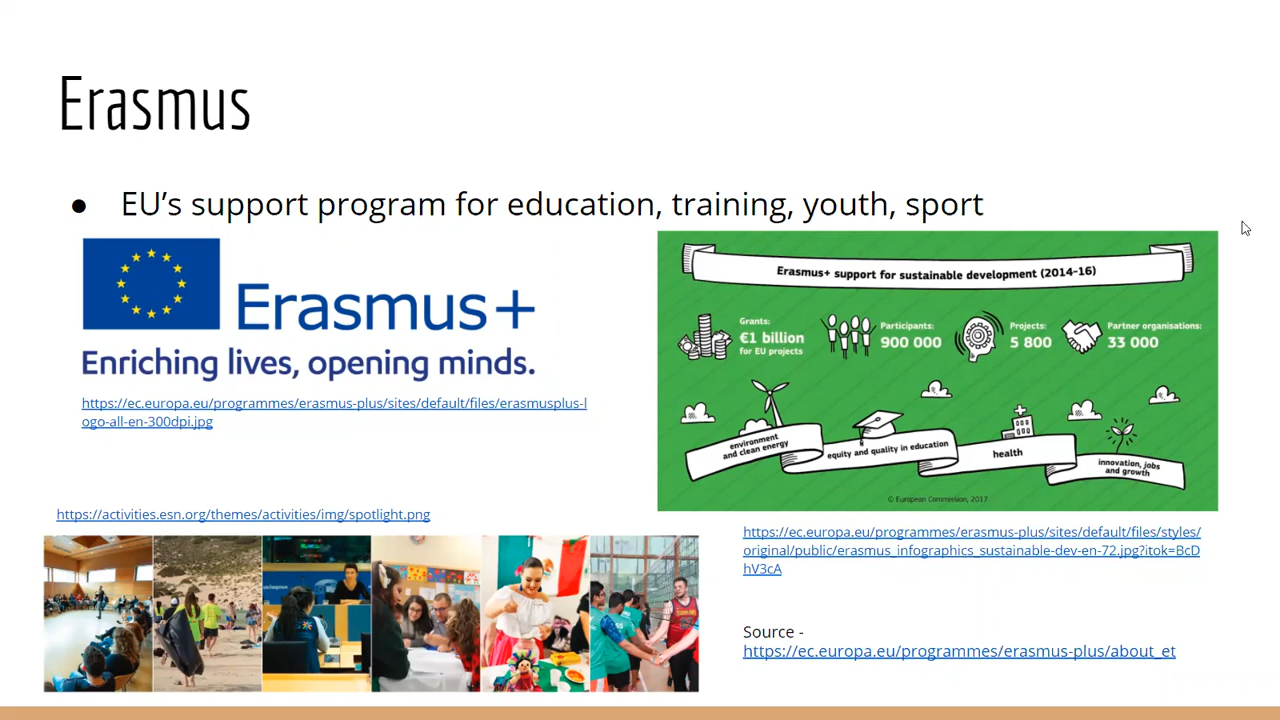 Erasmus
● EU’s support program for education, training, youth, sport
Erasmus+
Enriching lives, opening minds.
https://ec.europa.eu/programmes/erasmus-plus/sites/default/files/erasmusplus-l
ogo-all-en-300dpi.jpg
Erasmus+ support for sustainable development (2014-16)
Grants:
€1 billion
for EU projects
Participants:
900 000
Projects:
5 800
Partner organisations:
33 000
environment
and clean energy
equity and quality in education
health
innovation, jobs
and growth
© European Commission, 2017
https://activities.esn.org/themes/activities/img/spotlight.png
https://ec.europa.eu/programmes/erasmus-plus/sites/default/files/styles/
original/public/erasmus_infographics_sustainable-dev-en-72.jpg?itok=BcD
hV3cA
Source -
https://ec.europa.eu/programmes/erasmus-plus/about_et